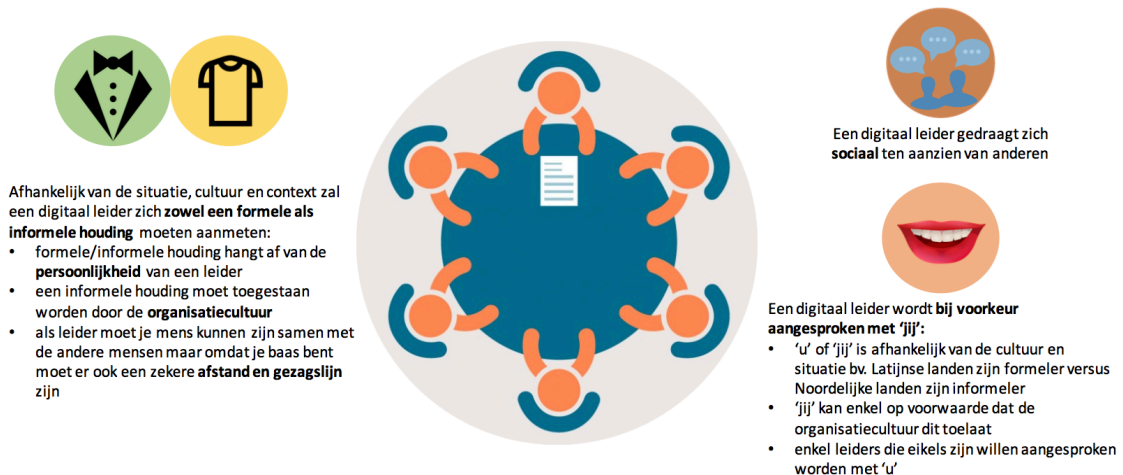 Afhankelijk van de situatie, cultuur en context zal
een digitaal leider zich zowel een formele als
informele houding moeten aanmeten:
• formele/informele houding hangt af van de
persoonlijkheid van een leider
• een informele houding moet toegestaan
worden door de organisatiecultuur
• als leider moet je mens kunnen zijn samen met
de andere mensen maar omdat je baas bent
moet er ook een zekere afstand en gezagslijn
zijn
Een digitaal leider gedraagt zich
sociaal ten aanzien van anderen
Een digitaal leider wordt bij voorkeur
aangesproken met ‘jij’:
• ‘u’ of ‘jij’ is afhankelijk van de cultuur en
situatie bv. Latijnse landen zijn formeler versus
Noordelijke landen zijn informeler
• ‘jij’ kan enkel op voorwaarde dat de
organisatiecultuur dit toelaat
• enkel leiders die eikels zijn willen aangesproken
worden met ‘u’